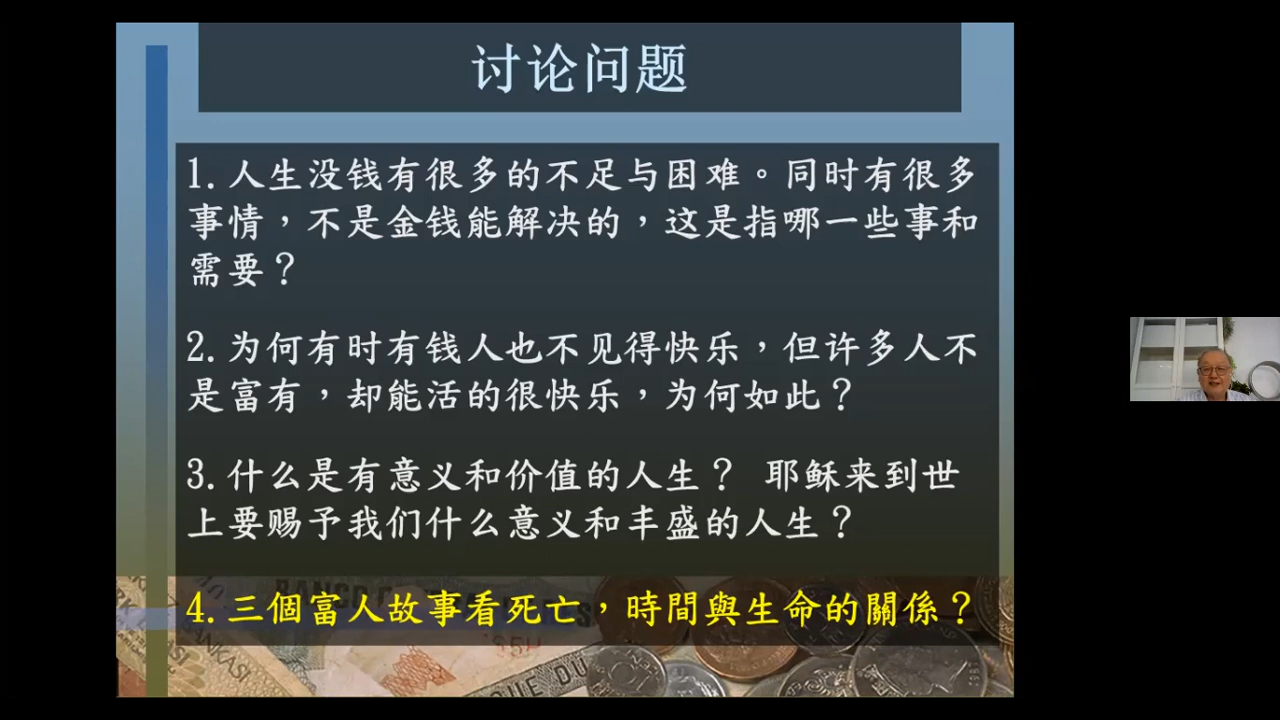 讨论问题
1. 人生没钱有很多的不足与困难。同时有很多
事情，不是金钱能解决的，这是指哪一些事和
需要？
2. 为何有时有钱人也不见得快乐，但许多人不
是富有，却能活的很快乐，为何如此？
3. 什么是有意义和价值的人生？ 耶稣来到世
上要赐予我们什么意义和丰盛的人生？
4. 三個富人故事看死亡，時間與生命的關係？